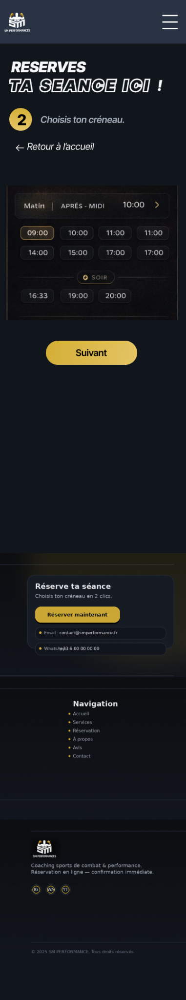 SM
SM PERFORMANCES
RESERVES
TA SEANCE ICI !
2 Choisis ton créneau.
← Retour à l'accueil
Matin | APRÉS - MIDI 10:00 >
09:00 10:00 11:00 11:00
14:00 15:00 17:00 17:00
SOIR
16:33 19:00 20:00
Suivant
Réserve ta séance
Choisis ton créneau en 2 clics.
Réserver maintenant
Email : contact@smperformance.fr
WhatsApp +33 6 00 00 00 00
Navigation
Accueil
Services
Réservation
À propos
Avis
Contact
SM
SM PERFORMANCES
Coaching sports de combat & performance.
Réservation en ligne — confirmation immédiate.
IG WA YT
© 2025 SM PERFORMANCE. Tous droits réservés.